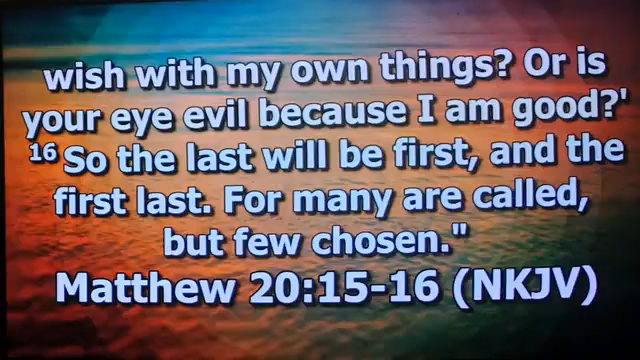 wish with my own things? Or is
your eye evil because I am good?'
16 So the last will be first, and the
first last. For many are called,
but few chosen."
Matthew 20:15-16 (NKJV)